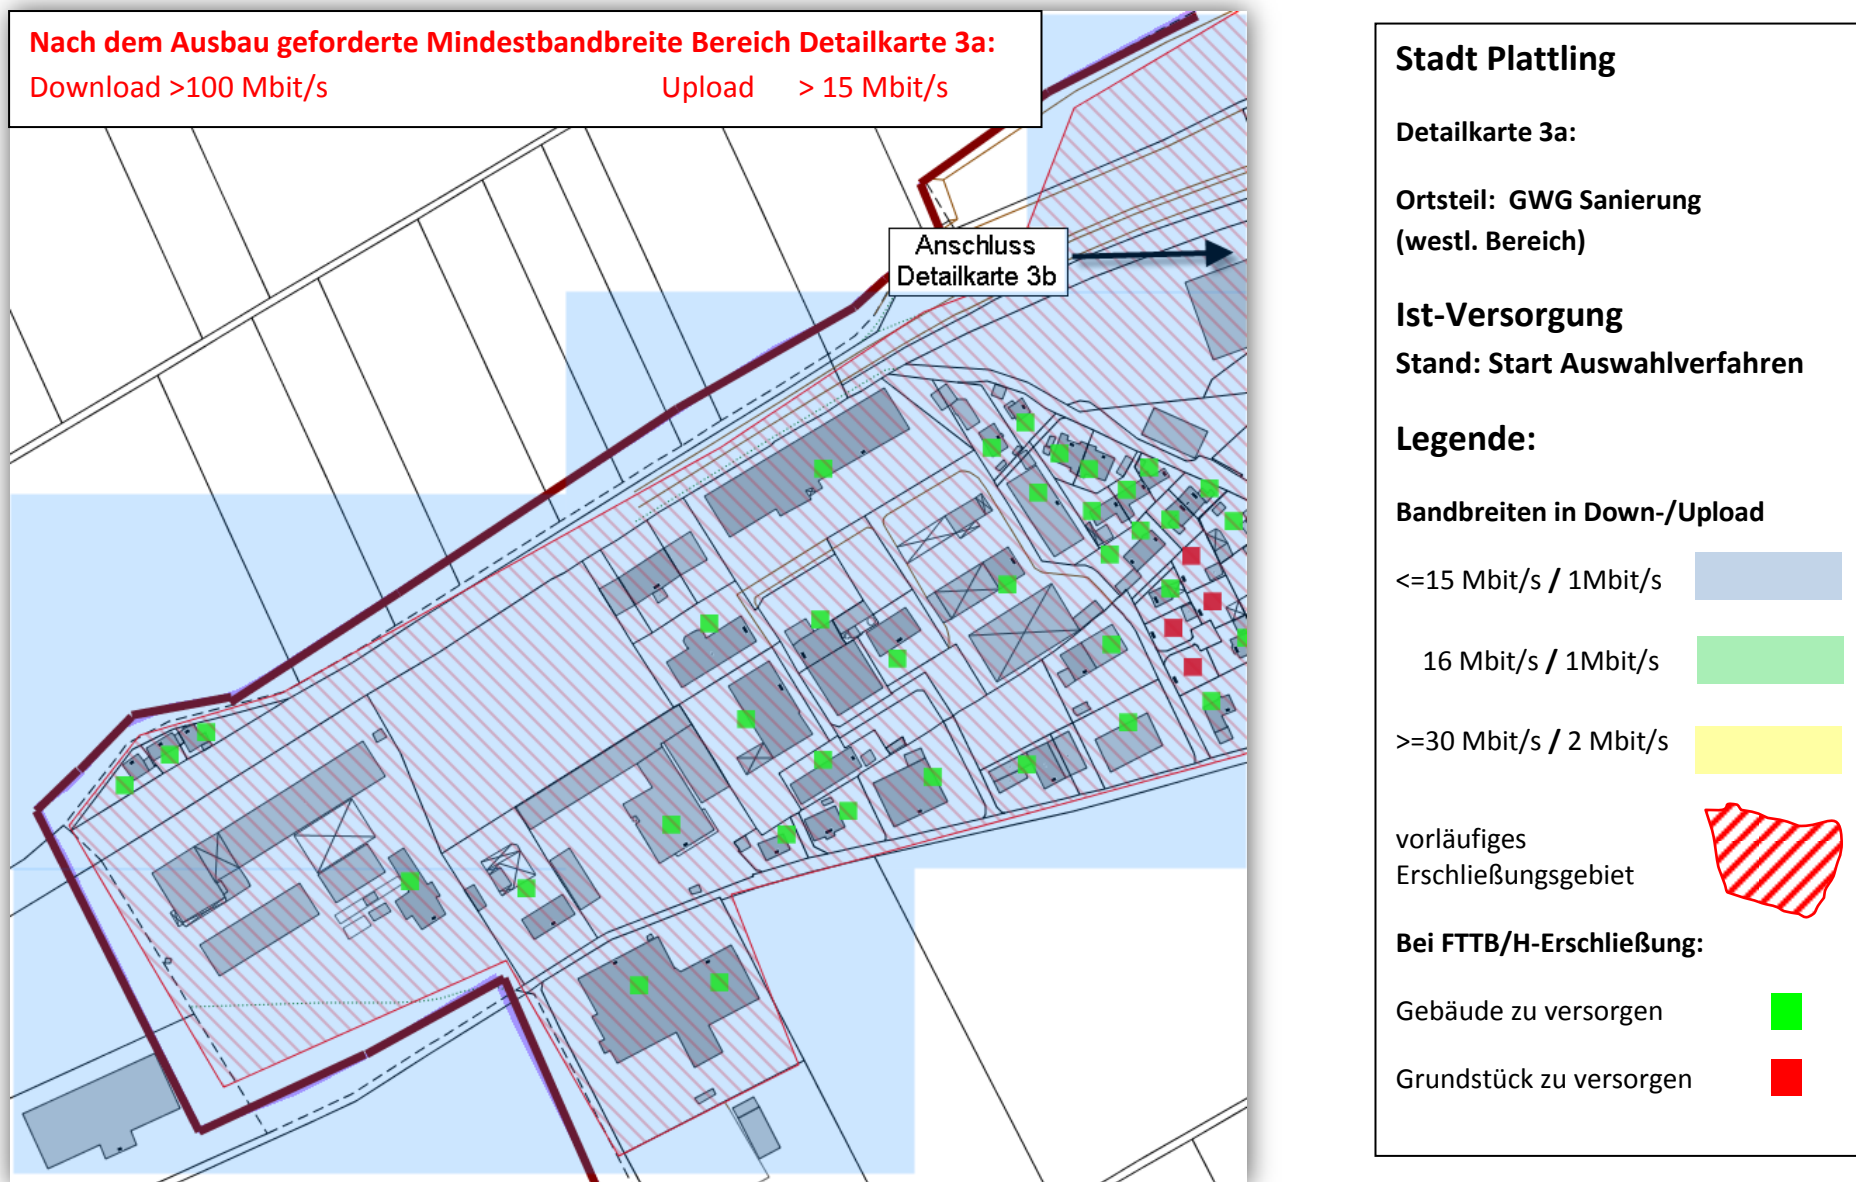 Nach dem Ausbau geforderte Mindestbandbreite Bereich Detailkarte 3a:
Download >100 Mbit/s Upload > 15 Mbit/s
Anschluss
Detailkarte 3b
Stadt Plattling
Detailkarte 3a:
Ortsteil: GWG Sanierung
(westl. Bereich)
Ist-Versorgung
Stand: Start Auswahlverfahren
Legende:
Bandbreiten in Down-/Upload
<=15 Mbit/s / 1Mbit/s
16 Mbit/s / 1Mbit/s
>=30 Mbit/s / 2 Mbit/s
vorläufiges
Erschließungsgebiet
Bei FTTB/H-Erschließung:
Gebäude zu versorgen
Grundstück zu versorgen